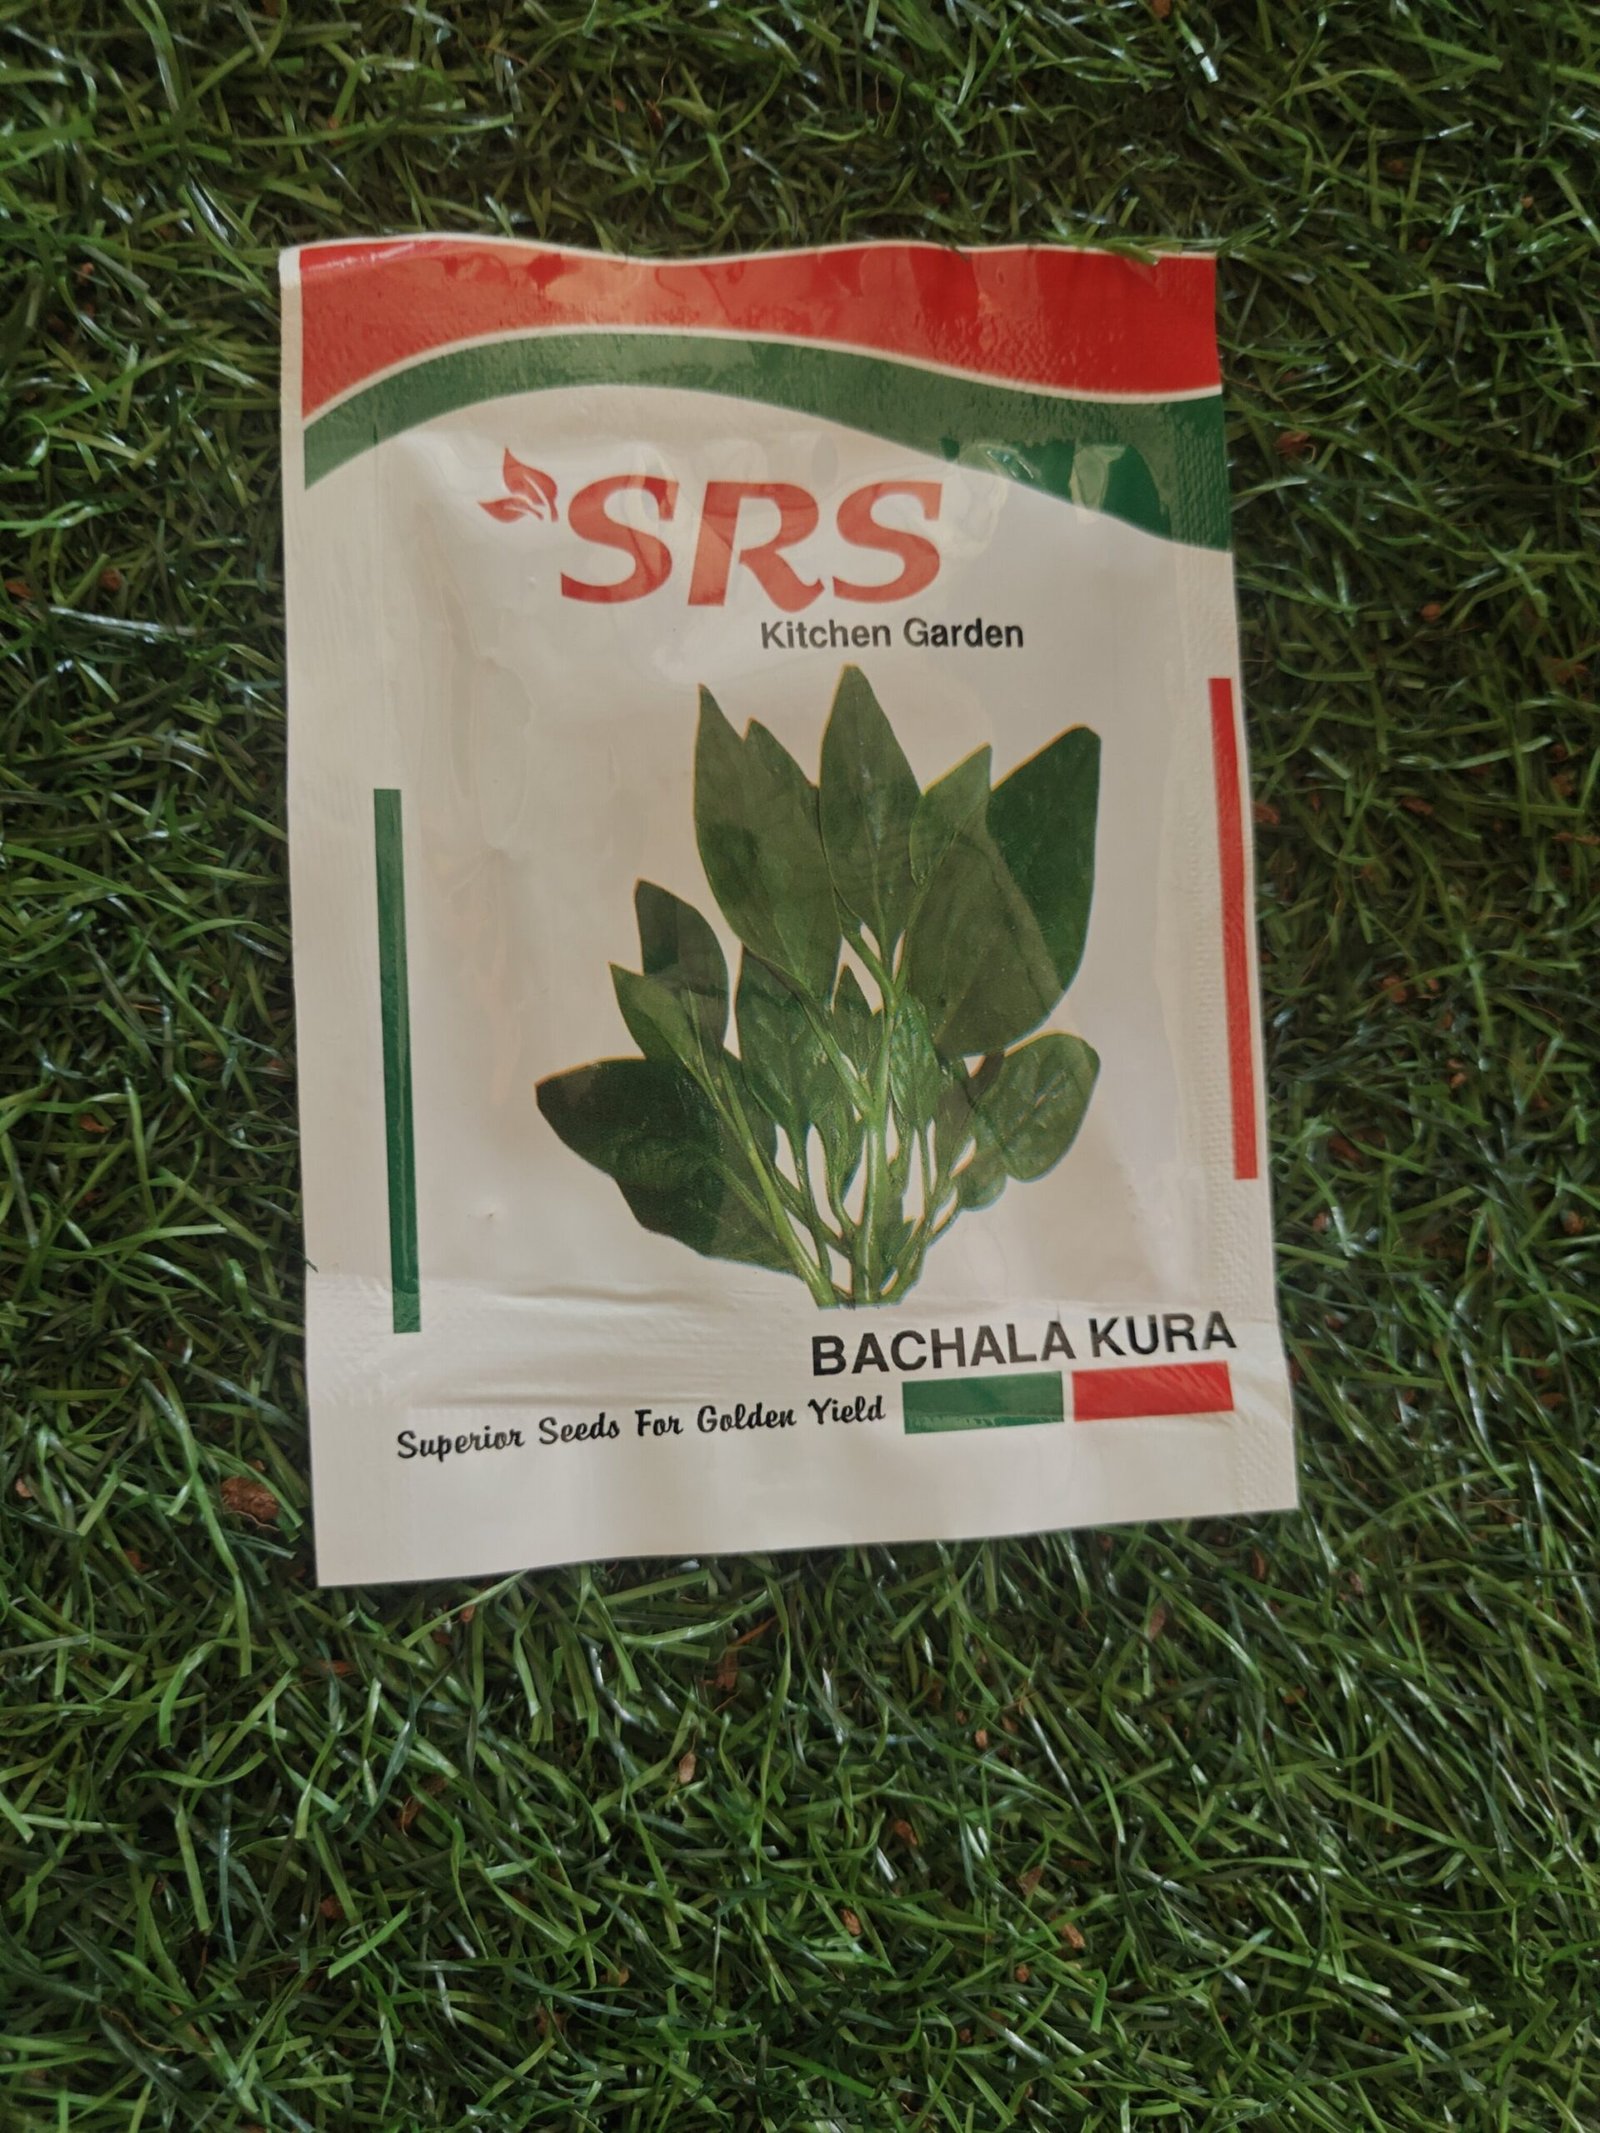 SRS
Kitchen Garden
BACHALA KURA
Superior Seeds For Golden Yield